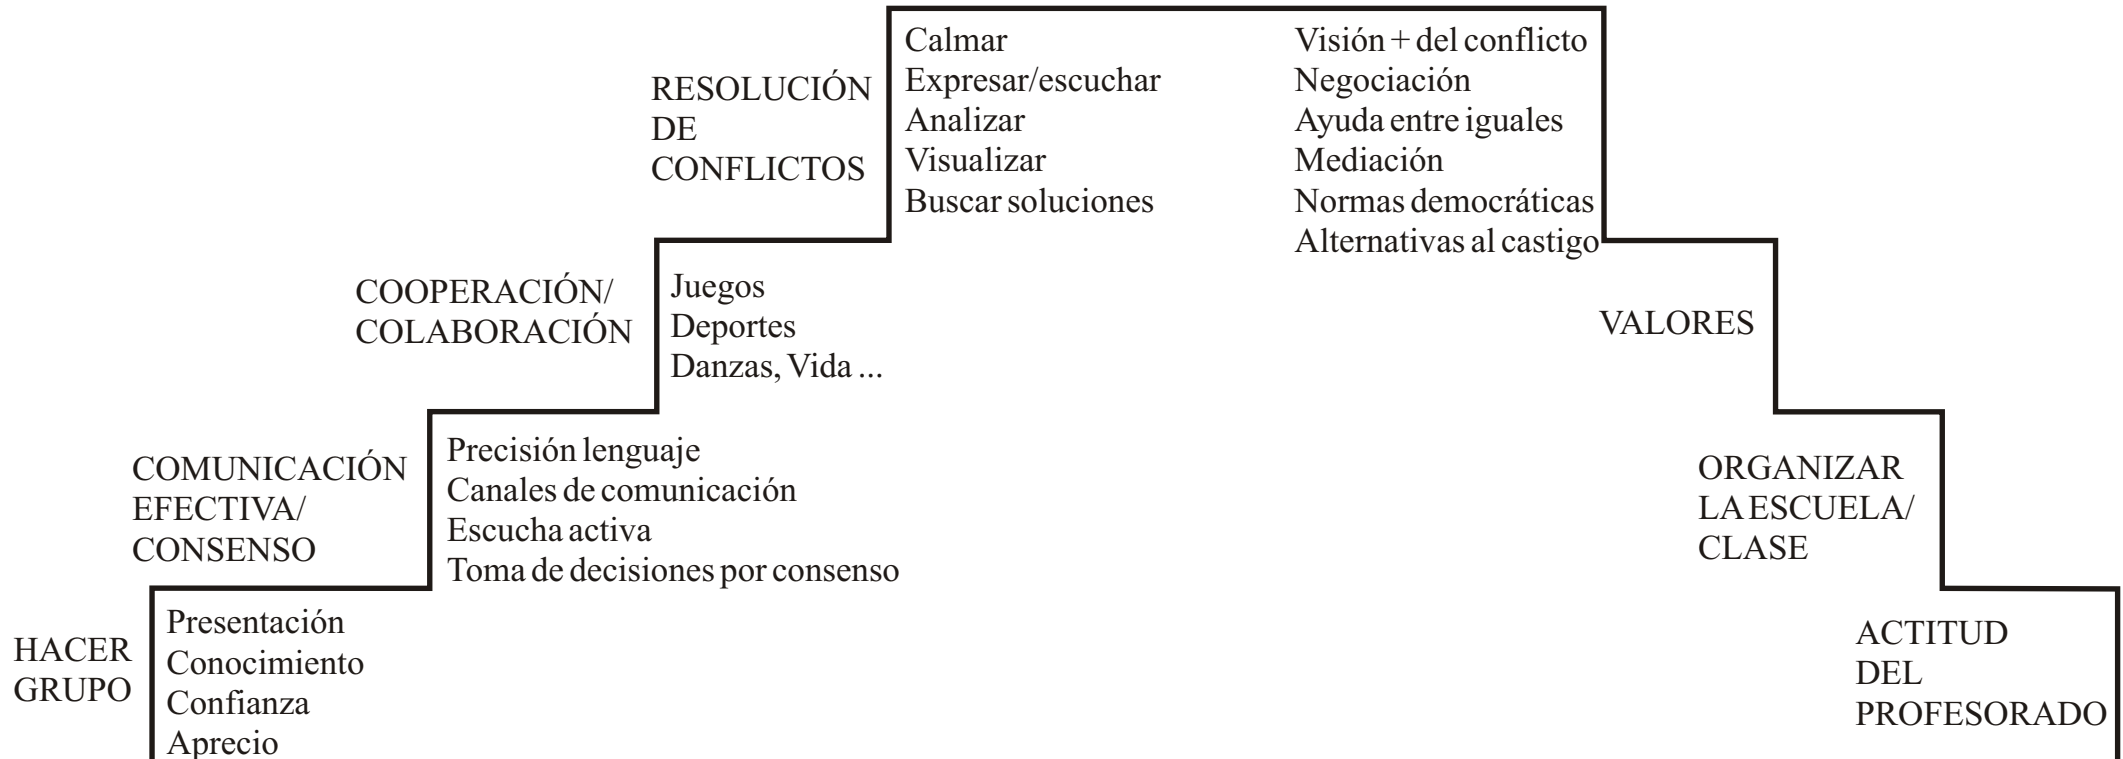 RESOLUCIÓN
DE
CONFLICTOS
Calmar
Expresar/escuchar
Analizar
Visualizar
Buscar soluciones
Visión + del conflicto
Negociación
Ayuda entre iguales
Mediación
Normas democráticas
Alternativas al castigo
COOPERACIÓN/
COLABORACIÓN
Juegos
Deportes
Danzas, Vida ...
VALORES
COMUNICACIÓN
EFECTIVA/
CONSENSO
Precisión lenguaje
Canales de comunicación
Escucha activa
Toma de decisiones por consenso
ORGANIZAR
LA ESCUELA/
CLASE
HACER
GRUPO
Presentación
Conocimiento
Confianza
Aprecio
ACTITUD
DEL
PROFESORADO